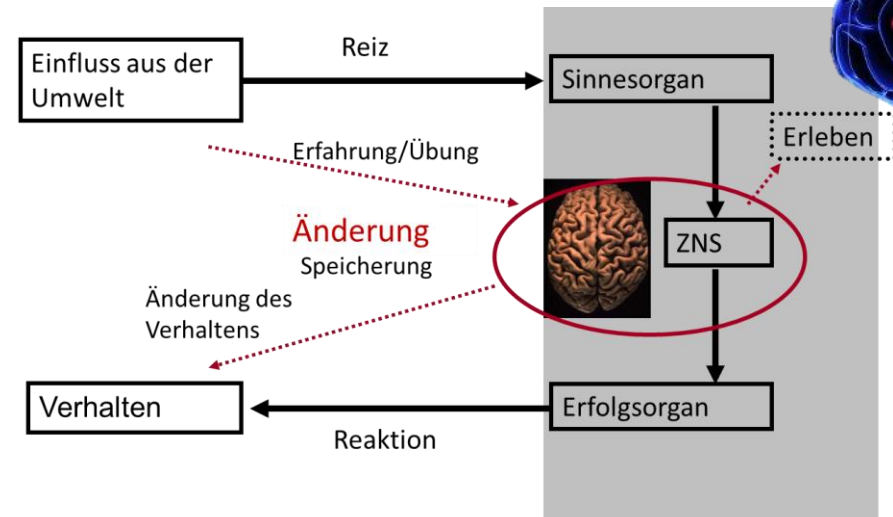 Reiz
Einfluss aus der
Umwelt
Sinnesorgan
Erleben
Erfahrung/Übung
Änderung
Speicherung
ZNS
Änderung des
Verhaltens
Verhalten
Erfolgsorgan
Reaktion